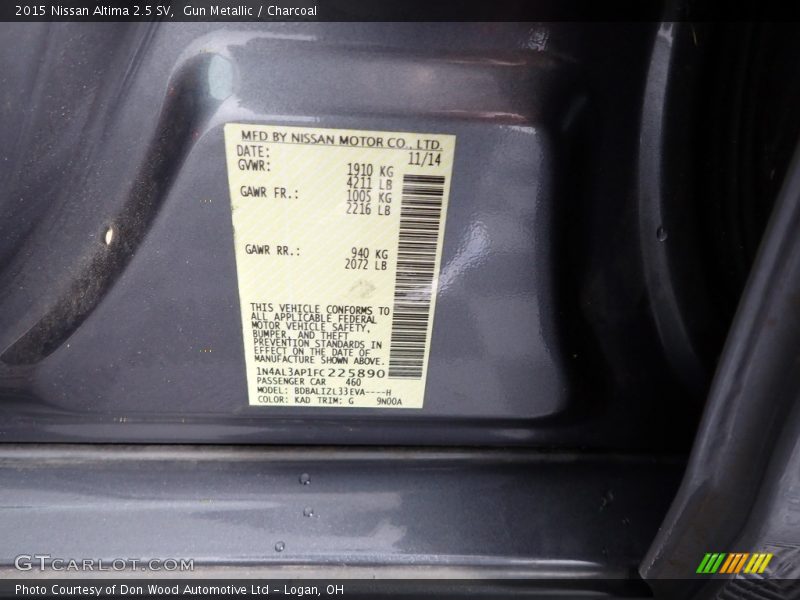 2015 Nissan Altima 2.5 SV,  Gun Metallic / Charcoal
MFD BY NISSAN MOTOR CO., LTD.
DATE: 11/14
GVWR: 1910 KG
4211 LB
GAWR FR.: 1005 KG
2216 LB
GAWR RR.: 940 KG
2072 LB
THIS VEHICLE CONFORMS TO
ALL APPLICABLE FEDERAL
MOTOR VEHICLE SAFETY,
BUMPER, AND THEFT
PREVENTION STANDARDS IN
EFFECT ON THE DATE OF
MANUFACTURE SHOWN ABOVE.
1N4AL3AP1FC225890
PASSENGER CAR 460
MODEL: BDBALIZL33EVA----H
COLOR: KAD TRIM: G 9N00A
GTCARLOT.COM
Photo Courtesy of Don Wood Automotive Ltd - Logan, OH